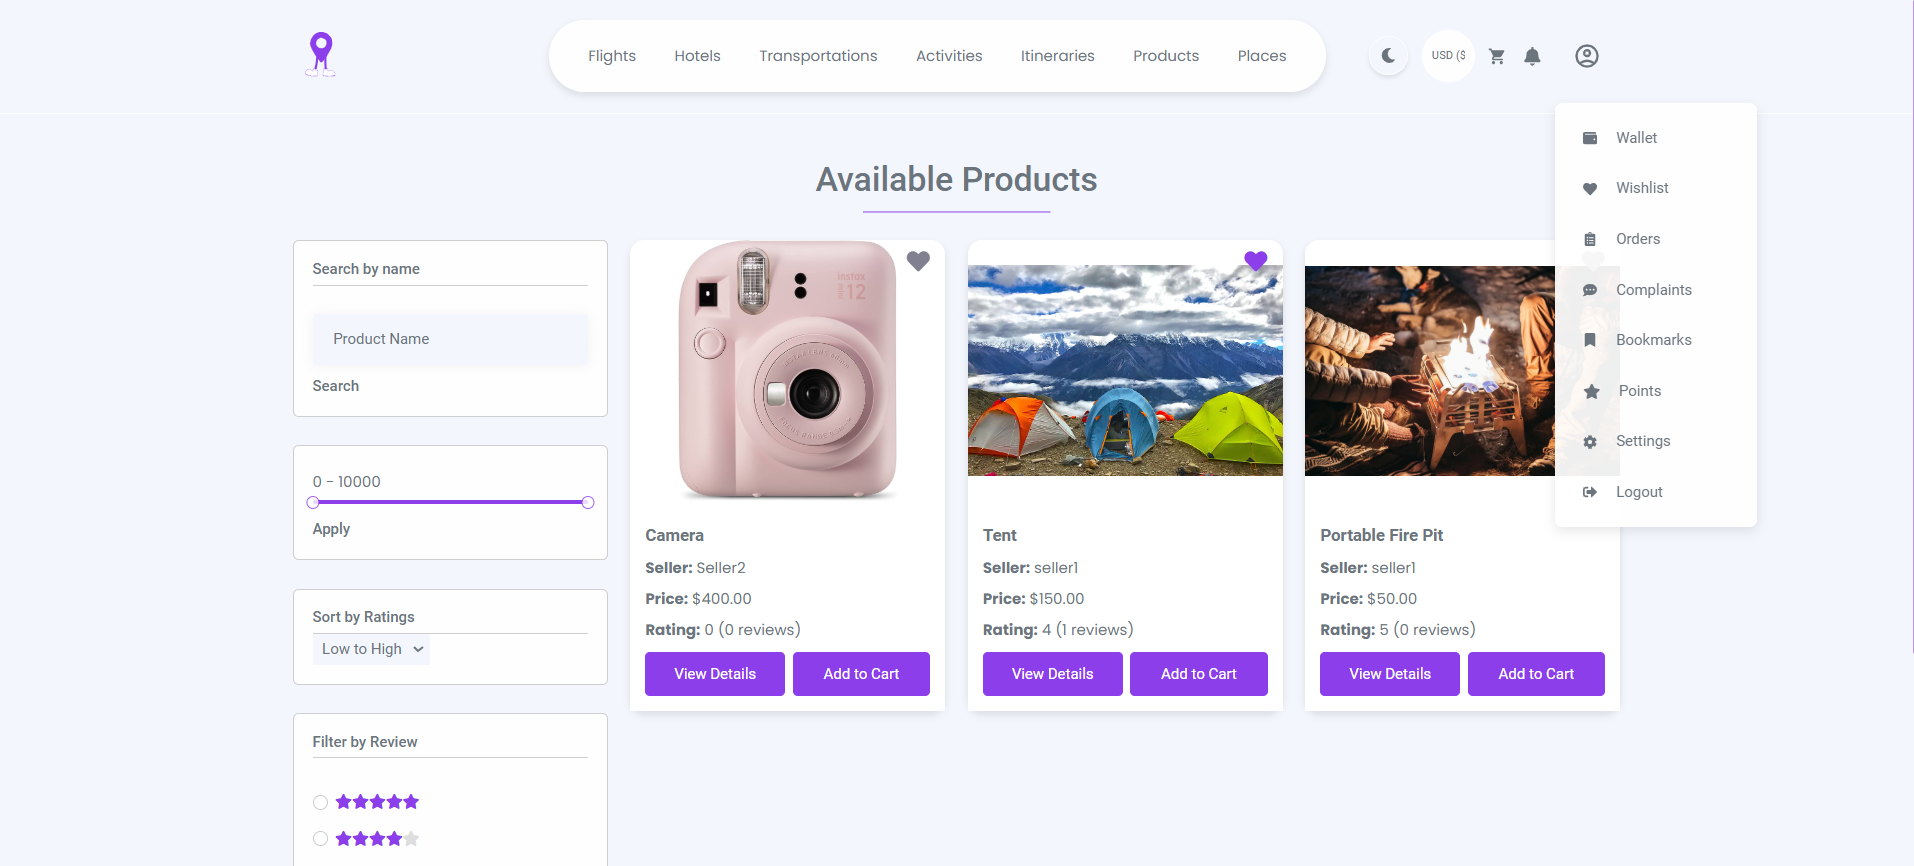 Flights Hotels Transportations Activities Itineraries Products Places
USD ($
Wallet
Wishlist
Orders
Complaints
Bookmarks
Points
Settings
Logout
Available Products
Search by name
Product Name
Search
0 - 10000
Apply
Sort by Ratings
Low to High
Filter by Review
instax
12
Camera
Seller: Seller2
Price: $400.00
Rating: 0 (0 reviews)
View Details Add to Cart
Tent
Seller: seller1
Price: $150.00
Rating: 4 (1 reviews)
View Details Add to Cart
Portable Fire Pit
Seller: seller1
Price: $50.00
Rating: 5 (0 reviews)
View Details Add to Cart